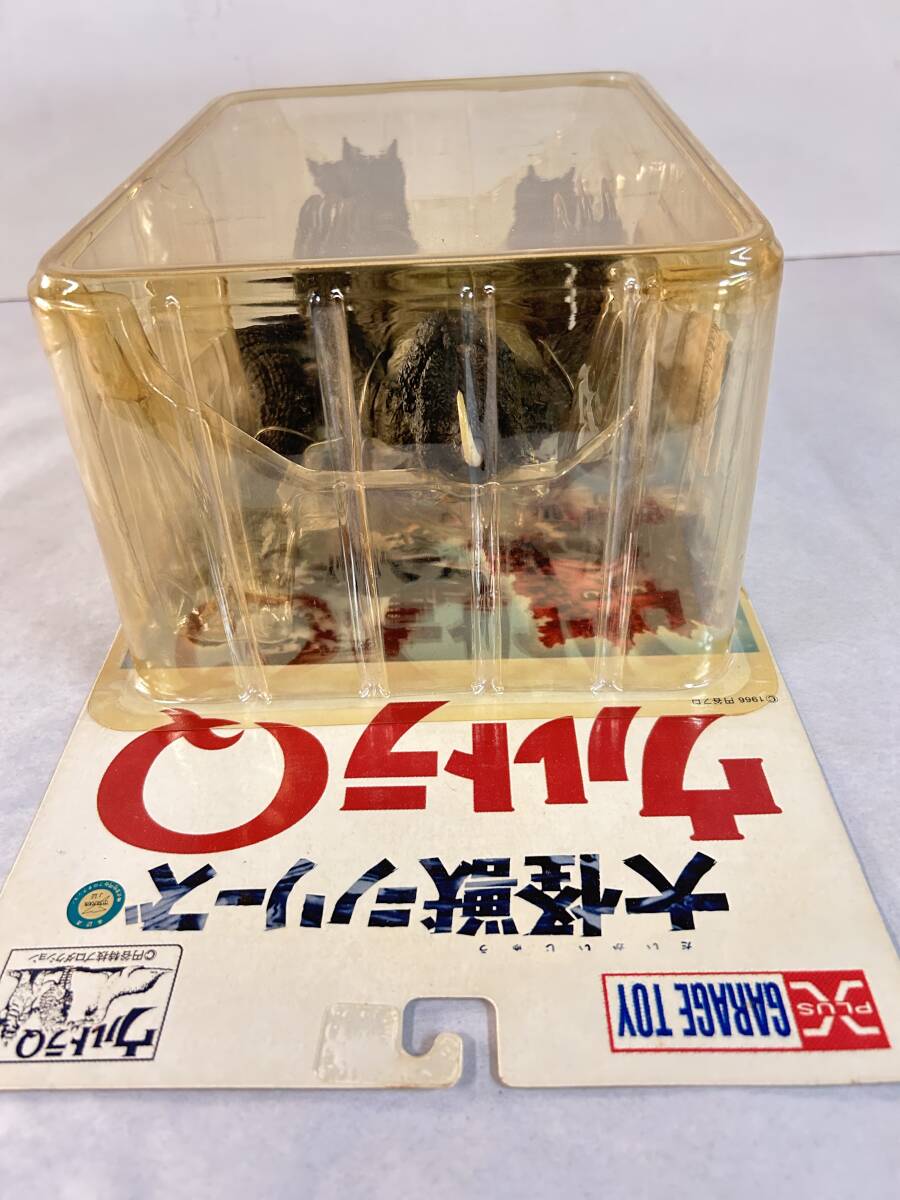 X PLUS
GARAGE TOY
だいかいじゅう
大怪獣シリーズ
ウルトラQ
©1966 円谷プロ
ウルトラQ
©円谷特技プロダクション